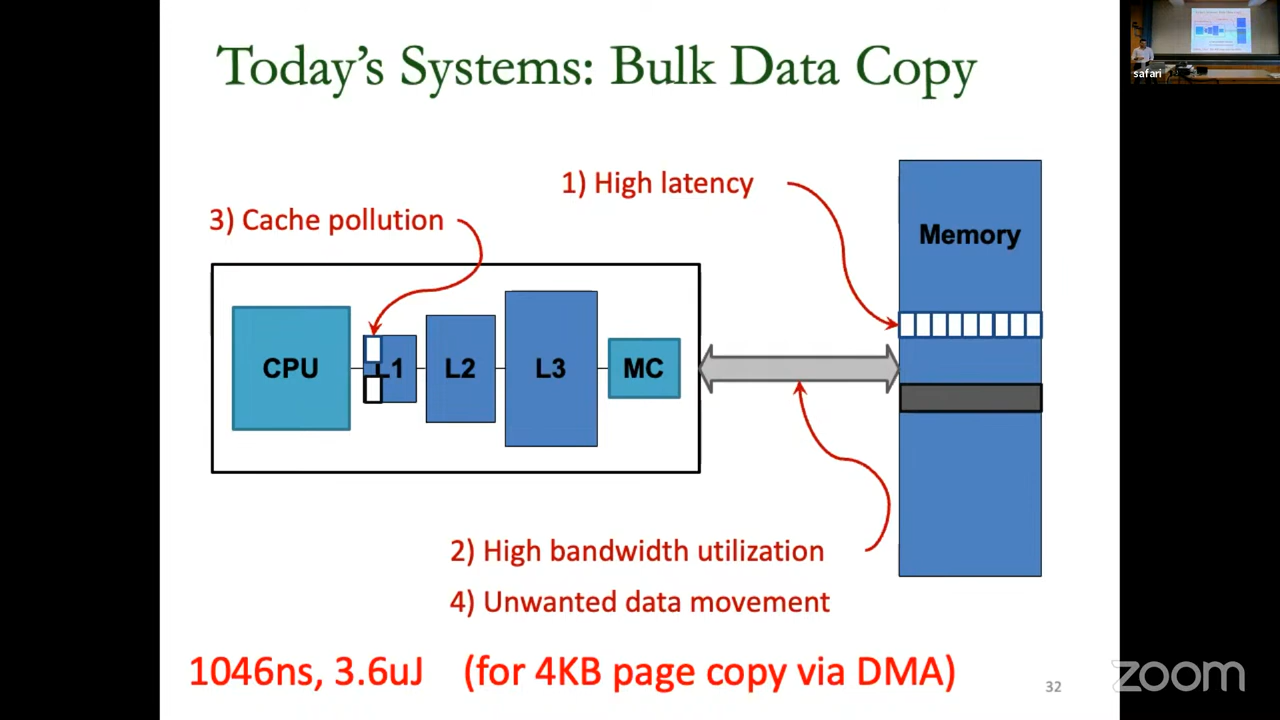 Today's Systems: Bulk Data Copy
safari
1) High latency
3) Cache pollution
Memory
CPU
L1
L2
L3
MC
2) High bandwidth utilization
4) Unwanted data movement
1046ns, 3.6uJ (for 4KB page copy via DMA)
32
zoom